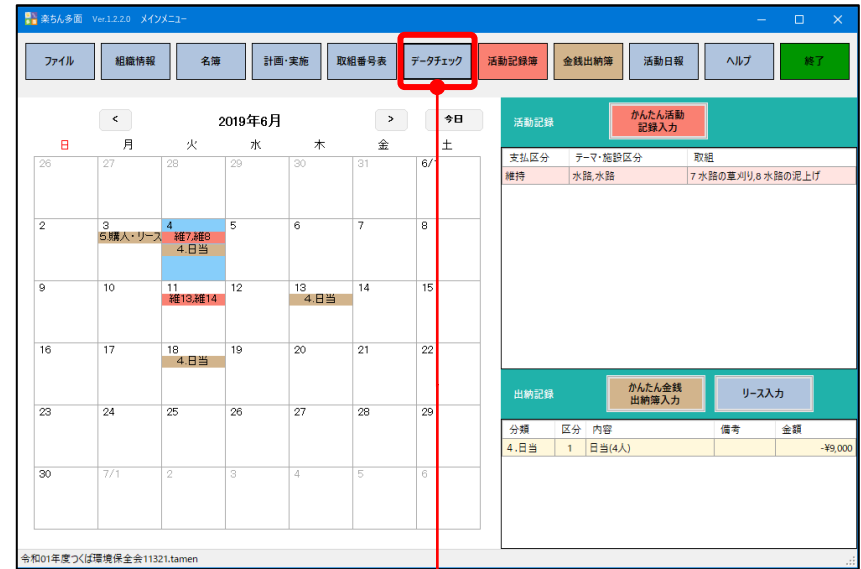 楽ちん多面 Ver.1.2.2.0 メインメニュー
ファイル 組織情報 名簿 計画・実施 取組番号表 データチェック 活動記録簿 金銭出納簿 活動日報 ヘルプ 終了
< 2019年6月 > 今日
日 月 火 水 木 金 土
26 27 28 29 30 31 6/1
2 3 4 5 6 7 8
5.購人・リース 維7,維8
4.日当
9 10 11 12 13 14 15
維13,維14 4.日当
16 17 18 19 20 21 22
4.日当
23 24 25 26 27 28 29
30 7/1 2 3 4 5 6
活動記録 かんたん活動
記録入力
支払区分 テーマ・施設区分 取組
維持 水路,水路 7 水路の草刈り,8 水路の泥上げ
出納記録 かんたん金銭
出納簿入力 リース入力
分類 区分 内容 備考 金額
4.日当 1 日当(4人) -¥9,000
令和01年度つくば環境保全会11321.tamen